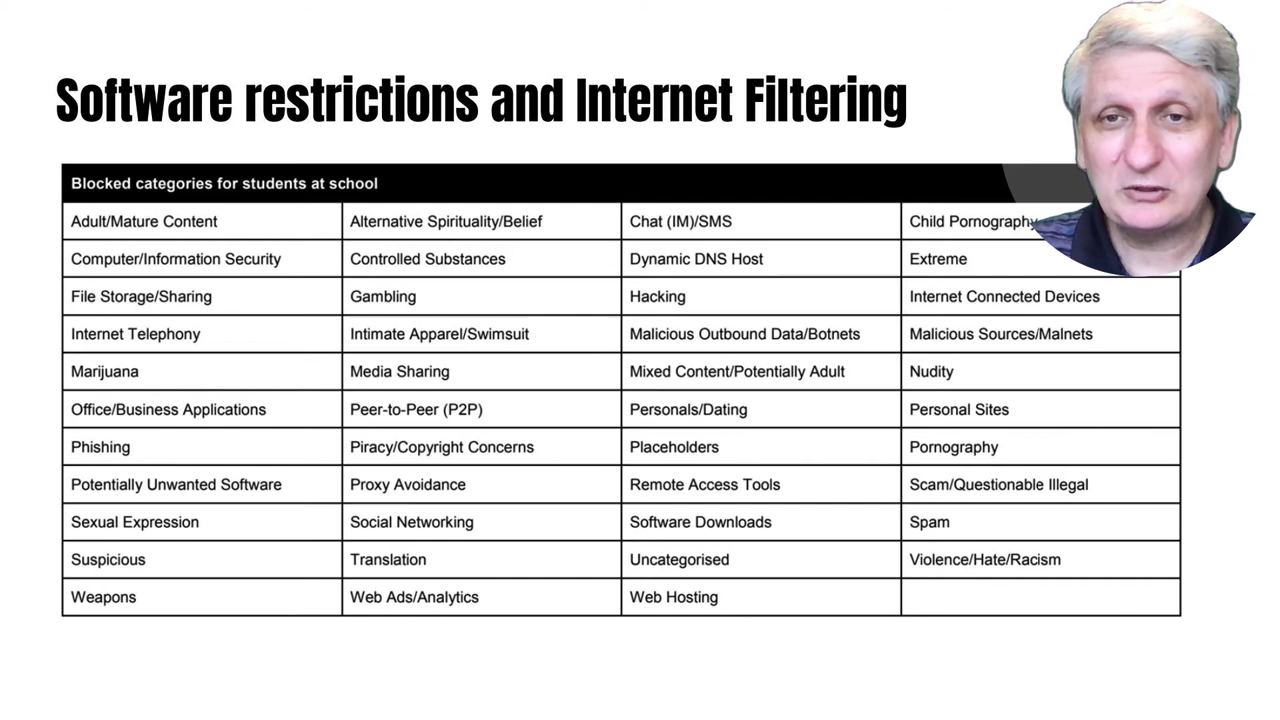 Software restrictions and Internet Filtering
Blocked categories for students at school
Adult/Mature Content Alternative Spirituality/Belief Chat (IM)/SMS Child Pornography
Computer/Information Security Controlled Substances Dynamic DNS Host Extreme
File Storage/Sharing Gambling Hacking Internet Connected Devices
Internet Telephony Intimate Apparel/Swimsuit Malicious Outbound Data/Botnets Malicious Sources/Malnets
Marijuana Media Sharing Mixed Content/Potentially Adult Nudity
Office/Business Applications Peer-to-Peer (P2P) Personals/Dating Personal Sites
Phishing Piracy/Copyright Concerns Placeholders Pornography
Potentially Unwanted Software Proxy Avoidance Remote Access Tools Scam/Questionable Illegal
Sexual Expression Social Networking Software Downloads Spam
Suspicious Translation Uncategorised Violence/Hate/Racism
Weapons Web Ads/Analytics Web Hosting